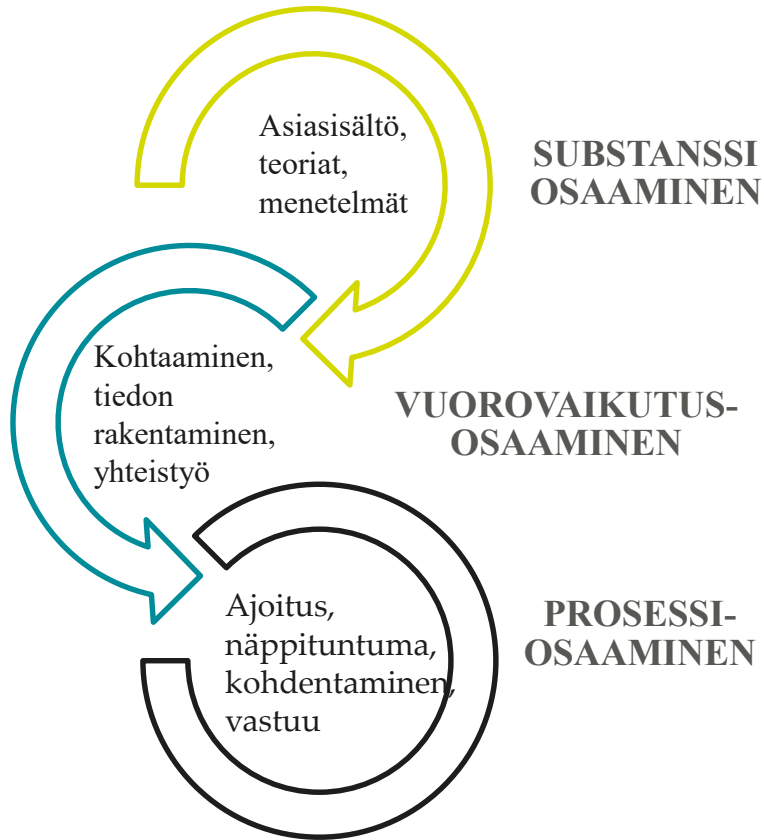 Asiasisältö,
teoriat,
menetelmät
SUBSTANSSI
OSAAMINEN
Kohtaaminen,
tiedon
rakentaminen,
yhteistyö
VUOROVAIKUTUS-
OSAAMINEN
Ajoitus,
näppituntuma,
kohdentaminen,
vastuu
PROSESSI-
OSAAMINEN